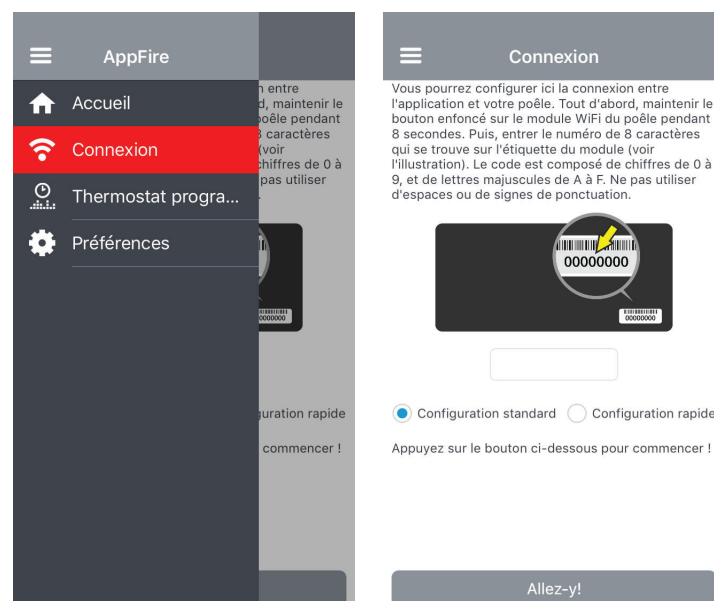 AppFire
Accueil
Connexion
Thermostat progra...
Préférences
n entre
d, maintenir le
poêle pendant
8 caractères
(voir
chiffres de 0 à
pas utiliser
.
00000000
guration rapide
commencer !
Connexion
Vous pourrez configurer ici la connexion entre
l'application et votre poêle. Tout d'abord, maintenir le
bouton enfoncé sur le module WiFi du poêle pendant
8 secondes. Puis, entrer le numéro de 8 caractères
qui se trouve sur l'étiquette du module (voir
l'illustration). Le code est composé de chiffres de 0 à
9, et de lettres majuscules de A à F. Ne pas utiliser
d'espaces ou de signes de ponctuation.
00000000
00000000
Configuration standard Configuration rapide
Appuyez sur le bouton ci-dessous pour commencer !
Allez-y!